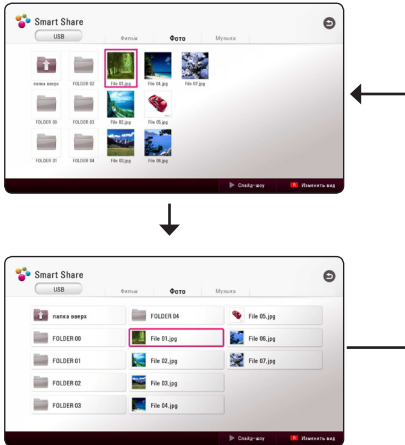 Smart Share
USB
Фильм Фото Музыка
папка вверх FOLDER 02 File 01.jpg File 04.jpg File 07.jpg
FOLDER 00 FOLDER 03 File 02.jpg File 05.jpg
FOLDER 01 FOLDER 04 File 03.jpg File 06.jpg
Слайд-шоу Изменить вид
Smart Share
USB
Фильм Фото Музыка
папка вверх FOLDER 04 File 05.jpg
FOLDER 00 File 01.jpg File 06.jpg
FOLDER 01 File 02.jpg File 07.jpg
FOLDER 02 File 03.jpg
FOLDER 03 File 04.jpg
Слайд-шоу Изменить вид